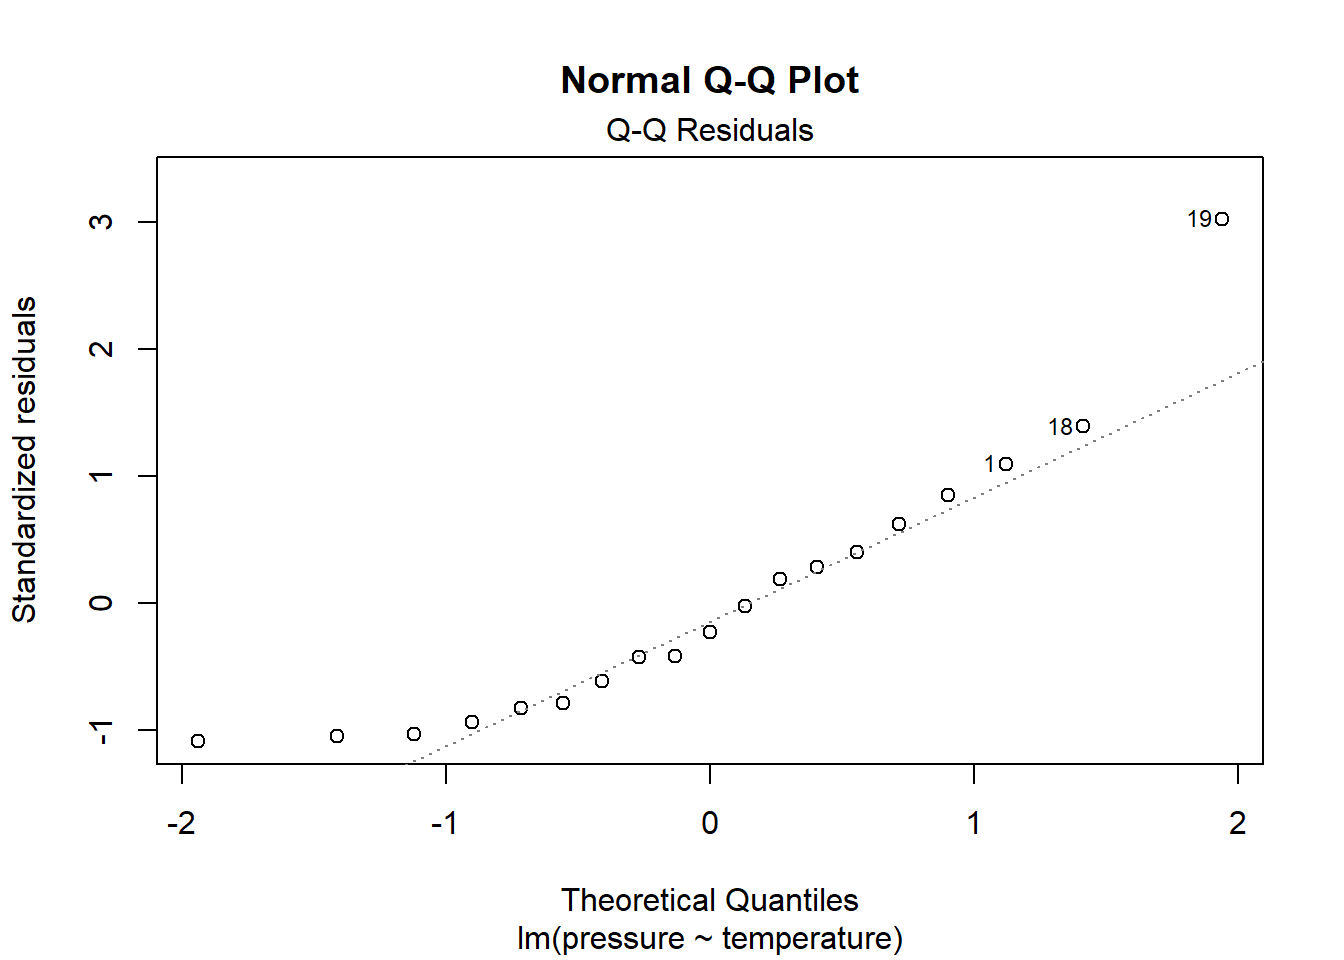 Normal Q-Q Plot
Q-Q Residuals
Standardized residuals
3
2
1
0
-1
19
18
1
-2
-1
0
1
2
Theoretical Quantiles
lm(pressure ~ temperature)